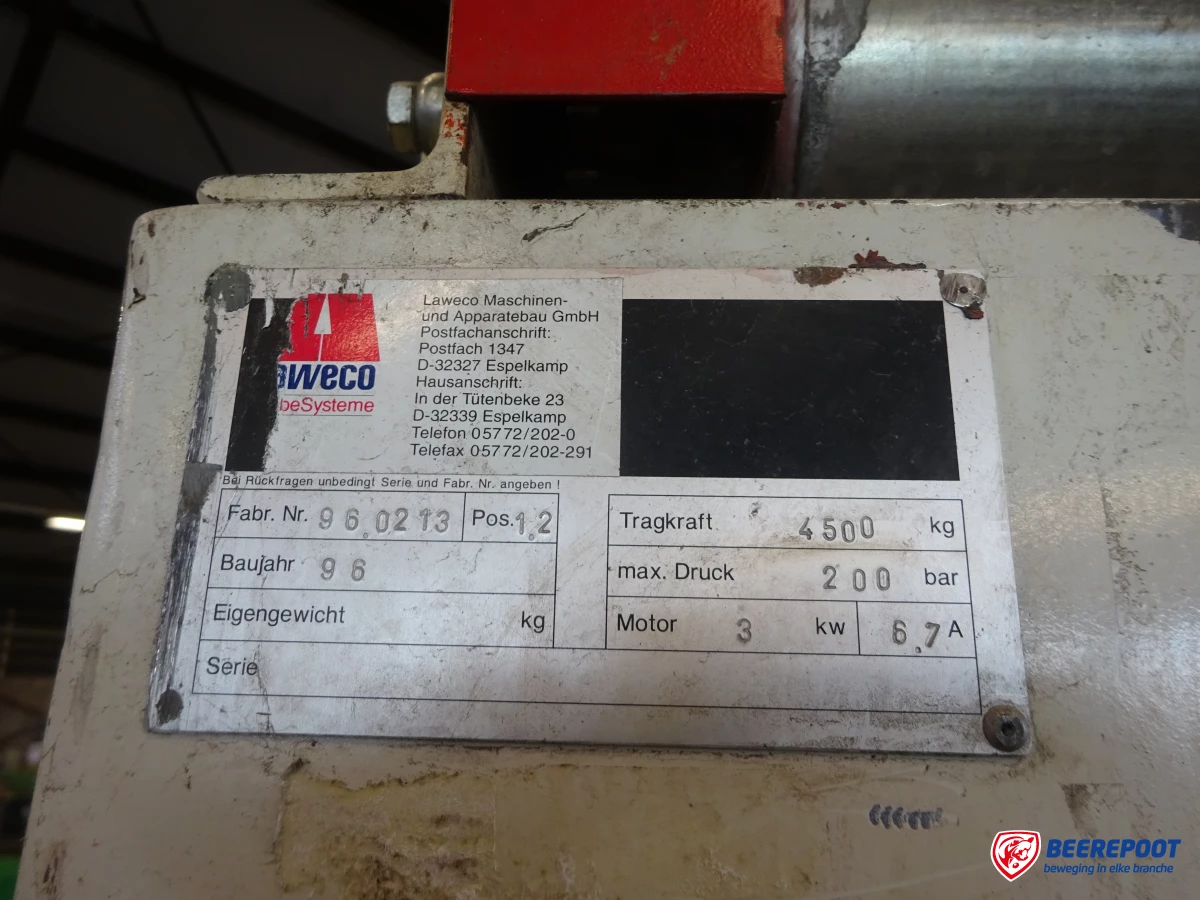 aweco
beSysteme
Laweco Maschinen-
und Apparatebau GmbH
Postfachanschrift:
Postfach 1347
D-32327 Espelkamp
Hausanschrift:
In der Tütenbeke 23
D-32339 Espelkamp
Telefon 05772/202-0
Telefax 05772/202-291
Bei Rückfragen unbedingt Serie und Fabr. Nr. angeben !
Fabr. Nr. 96.0213 Pos. 1.2
Baujahr 96
Eigengewicht kg
Serie
Tragkraft 4500 kg
max. Druck 200 bar
Motor 3 kw 6.7 A
BEEREPOOT
beweging in elke branche